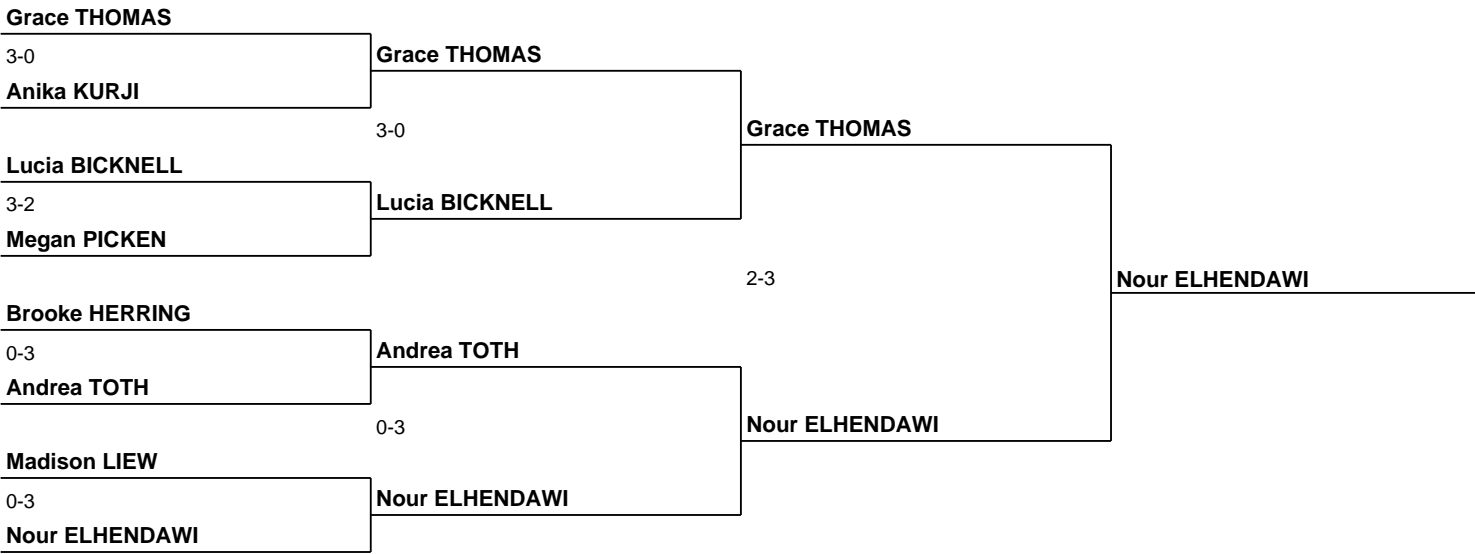 Grace THOMAS
3-0
Grace THOMAS
Anika KURJI
3-0
Grace THOMAS
Lucia BICKNELL
3-2
Lucia BICKNELL
Megan PICKEN
2-3
Nour ELHENDAWI
Brooke HERRING
0-3
Andrea TOTH
Andrea TOTH
0-3
Nour ELHENDAWI
Madison LIEW
0-3
Nour ELHENDAWI
Nour ELHENDAWI